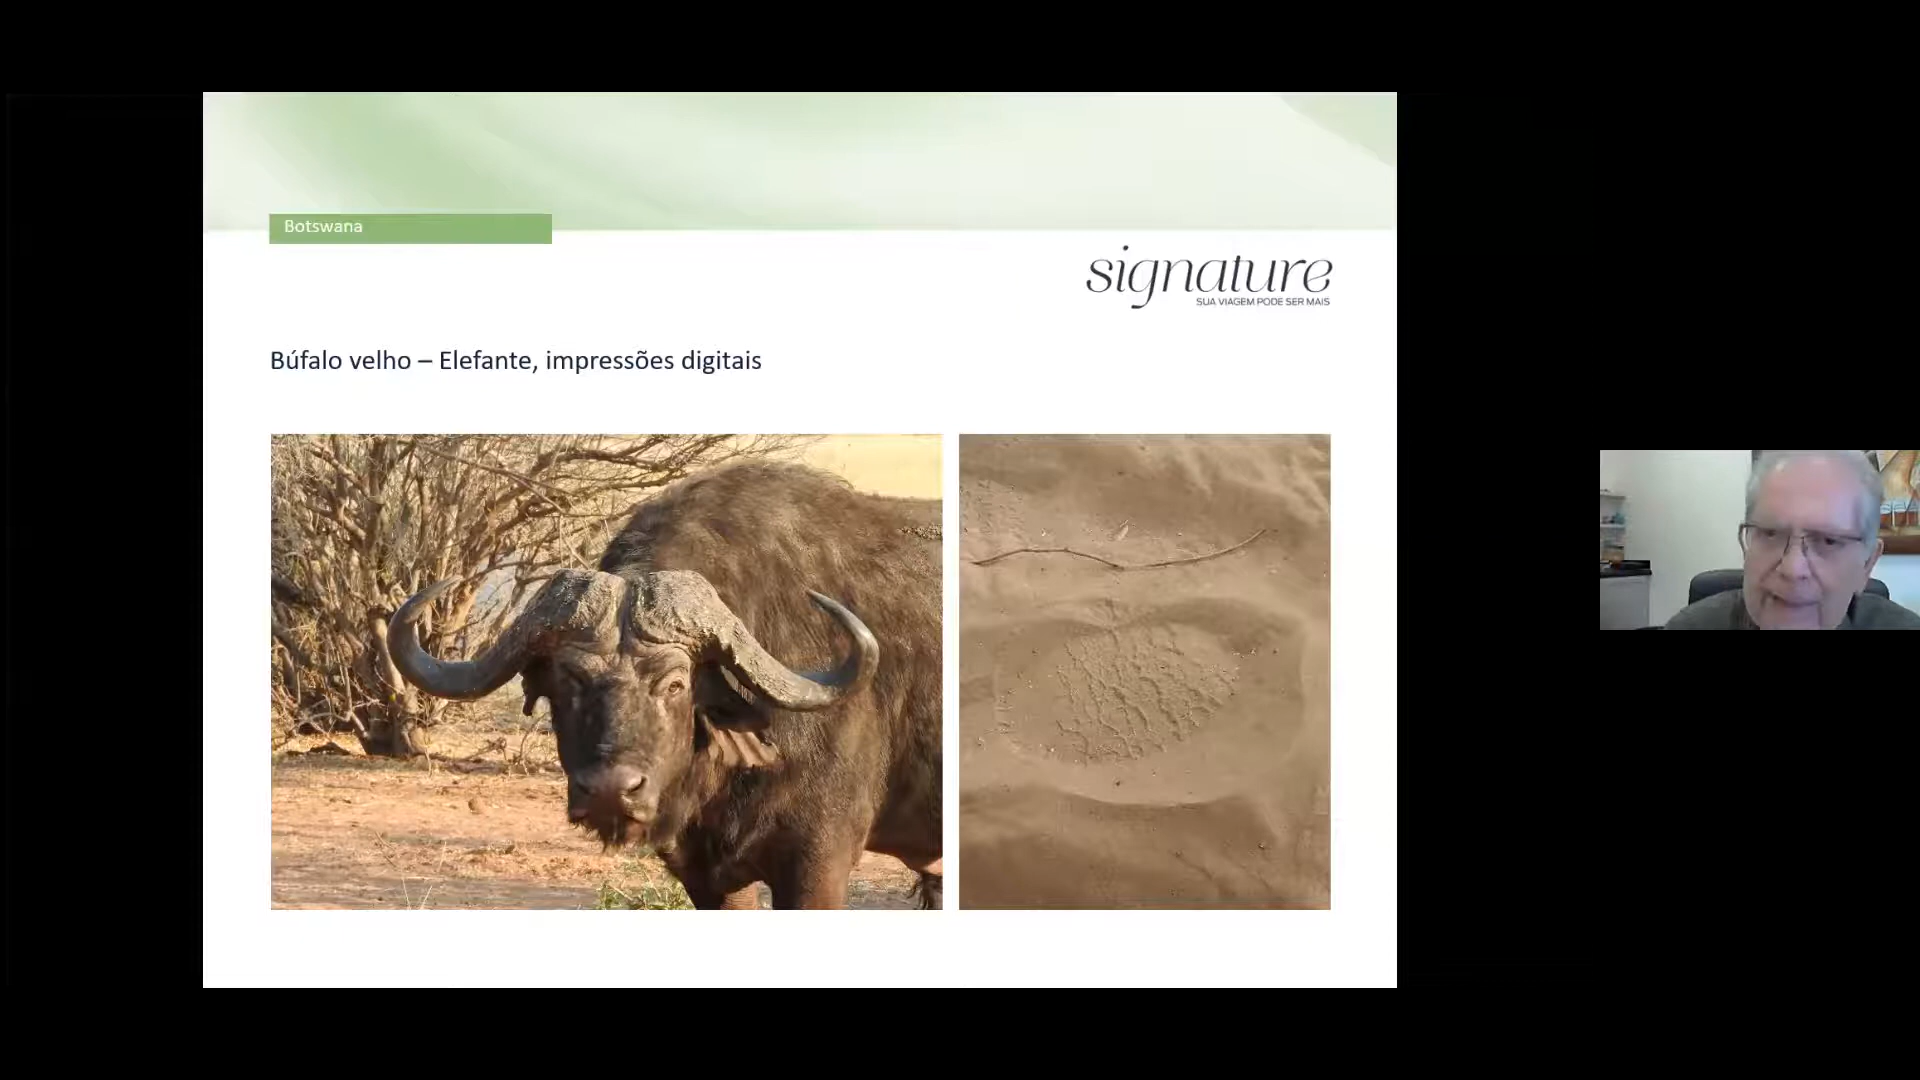 Botswana
signature
SUA VIAGEM PODE SER MAIS
Búfalo velho – Elefante, impressões digitais